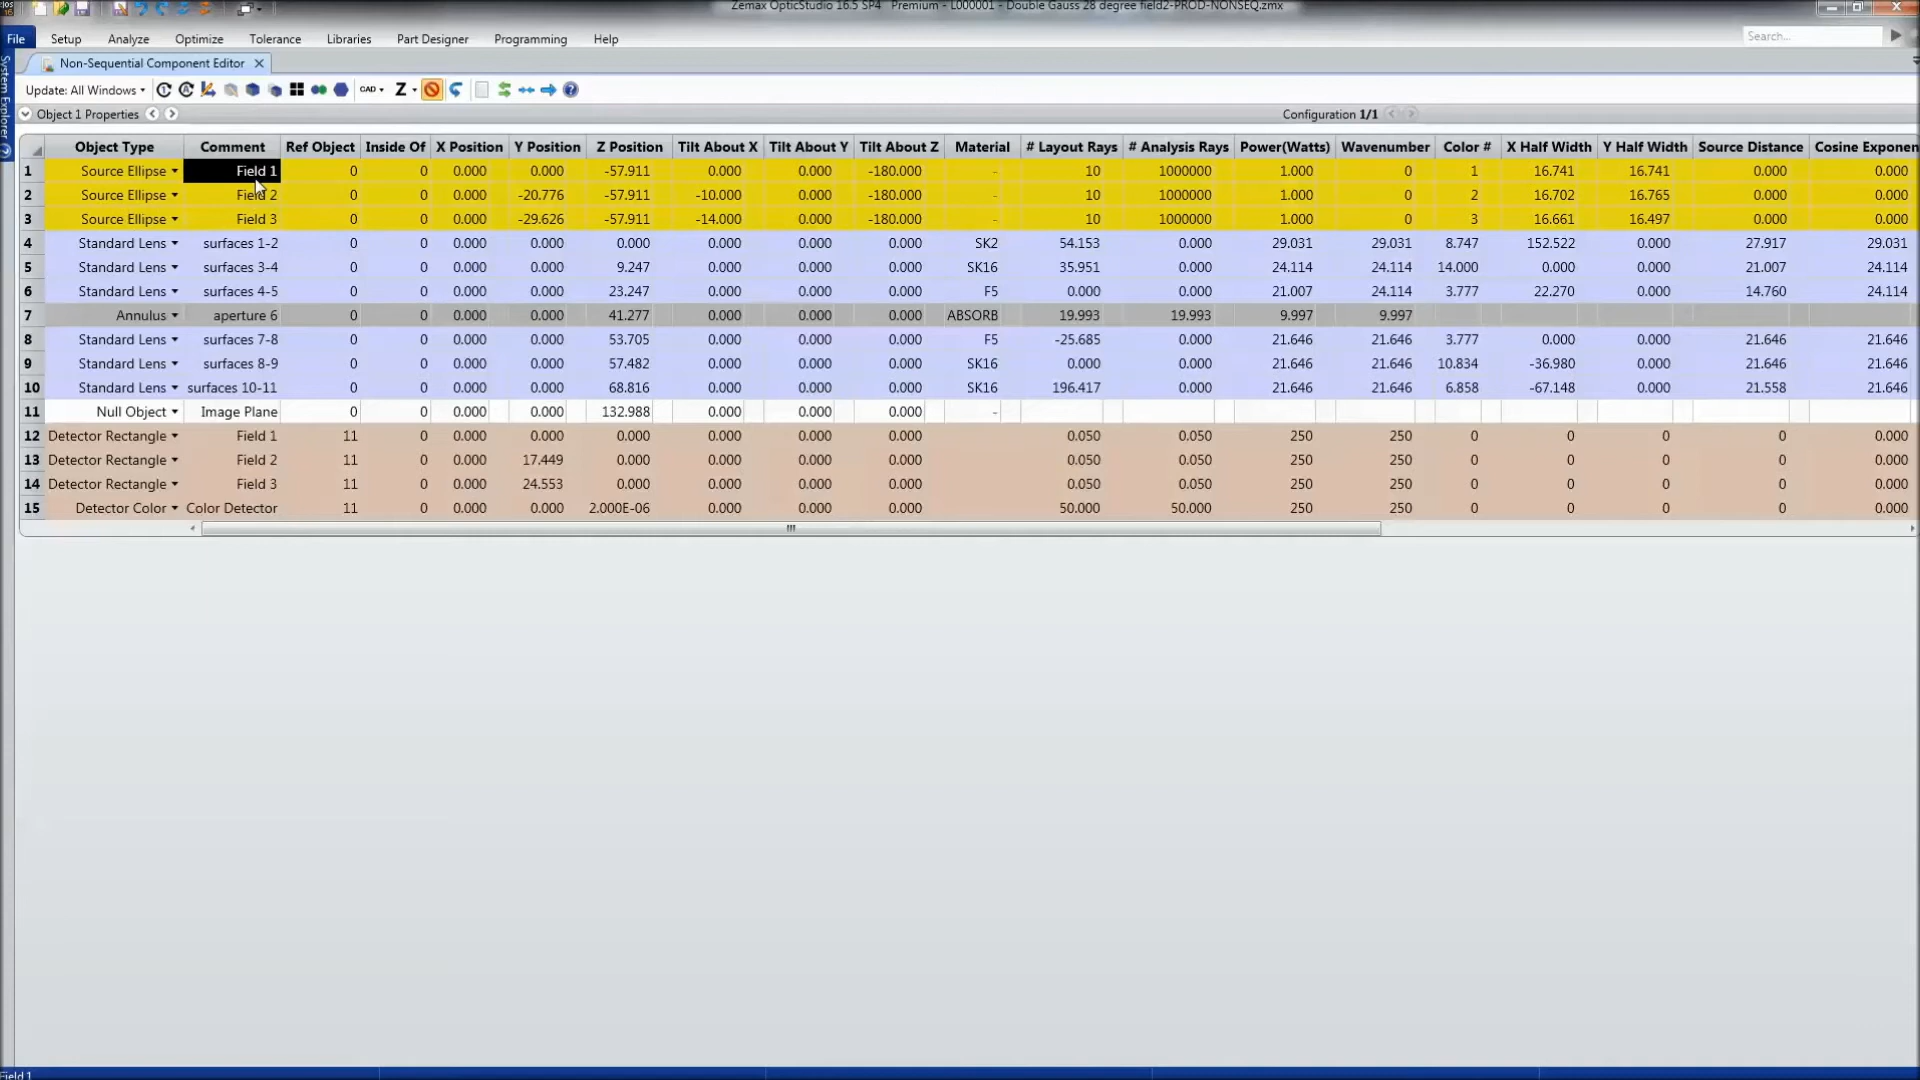 Zemax OpticStudio 16.5 SP4 Premium - L000001 - Double Gauss 28 degree field2-PROD-NONSEQ.zmx
File Setup Analyze Optimize Tolerance Libraries Part Designer Programming Help Search...
System Explorer
Non-Sequential Component Editor
Update: All Windows CAD Z
Object 1 Properties Configuration 1/1
Object Type Comment Ref Object Inside Of X Position Y Position Z Position Tilt About X Tilt About Y Tilt About Z Material # Layout Rays # Analysis Rays Power(Watts) Wavenumber Color # X Half Width Y Half Width Source Distance Cosine Exponen
1 Source Ellipse Field 1 0 0 0.000 0.000 -57.911 0.000 0.000 -180.000 - 10 1000000 1.000 0 1 16.741 16.741 0.000 0.000
2 Source Ellipse Field 2 0 0 0.000 -20.776 -57.911 -10.000 0.000 -180.000 - 10 1000000 1.000 0 2 16.702 16.765 0.000 0.000
3 Source Ellipse Field 3 0 0 0.000 -29.626 -57.911 -14.000 0.000 -180.000 - 10 1000000 1.000 0 3 16.661 16.497 0.000 0.000
4 Standard Lens surfaces 1-2 0 0 0.000 0.000 0.000 0.000 0.000 0.000 SK2 54.153 0.000 29.031 29.031 8.747 152.522 0.000 27.917 29.031
5 Standard Lens surfaces 3-4 0 0 0.000 0.000 9.247 0.000 0.000 0.000 SK16 35.951 0.000 24.114 24.114 14.000 0.000 0.000 21.007 24.114
6 Standard Lens surfaces 4-5 0 0 0.000 0.000 23.247 0.000 0.000 0.000 F5 0.000 0.000 21.007 24.114 3.777 22.270 0.000 14.760 24.114
7 Annulus aperture 6 0 0 0.000 0.000 41.277 0.000 0.000 0.000 ABSORB 19.993 19.993 9.997 9.997
8 Standard Lens surfaces 7-8 0 0 0.000 0.000 53.705 0.000 0.000 0.000 F5 -25.685 0.000 21.646 21.646 3.777 0.000 0.000 21.646 21.646
9 Standard Lens surfaces 8-9 0 0 0.000 0.000 57.482 0.000 0.000 0.000 SK16 0.000 0.000 21.646 21.646 10.834 -36.980 0.000 21.646 21.646
10 Standard Lens surfaces 10-11 0 0 0.000 0.000 68.816 0.000 0.000 0.000 SK16 196.417 0.000 21.646 21.646 6.858 -67.148 0.000 21.558 21.646
11 Null Object Image Plane 0 0 0.000 0.000 132.988 0.000 0.000 0.000 -
12 Detector Rectangle Field 1 11 0 0.000 0.000 0.000 0.000 0.000 0.000 0.050 0.050 250 250 0 0 0 0 0.000
13 Detector Rectangle Field 2 11 0 0.000 17.449 0.000 0.000 0.000 0.000 0.050 0.050 250 250 0 0 0 0 0.000
14 Detector Rectangle Field 3 11 0 0.000 24.553 0.000 0.000 0.000 0.000 0.050 0.050 250 250 0 0 0 0 0.000
15 Detector Color Color Detector 11 0 0.000 0.000 2.000E-06 0.000 0.000 0.000 50.000 50.000 250 250 0 0 0 0 0.000
Field 1